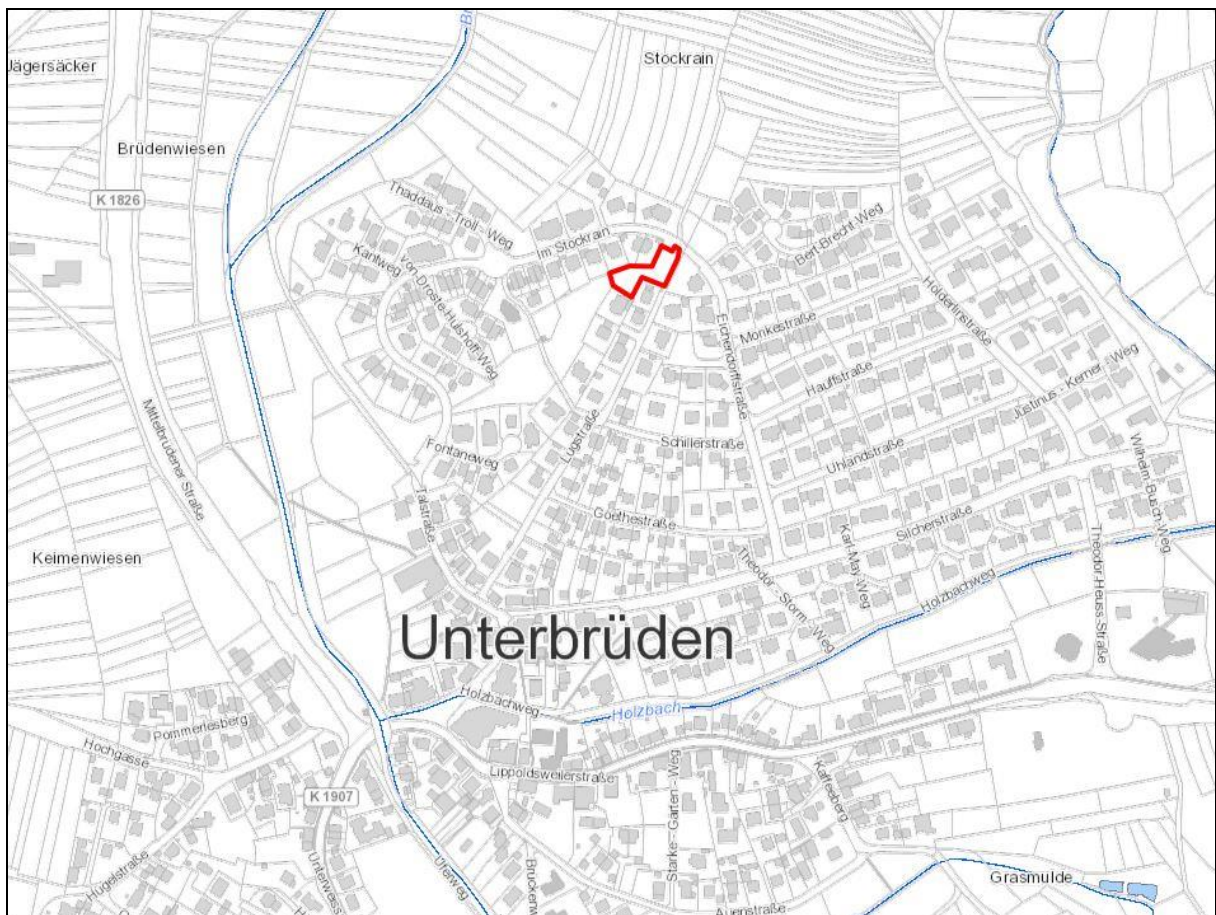 Stockrain
Jägersäcker
Brüdenwiesen
K 1826
Thaddäus - Troll - Weg
Im Stockrain
Bert-Brecht-Weg
Kantweg
von-Droste-Hülshoff-Weg
Hölderlinstraße
Mörikestraße
Eichendorffstraße
Hauffstraße
Justinus - Kerner - Weg
Mittelbrüdener Straße
Lugstraße
Schillerstraße
Fontaneweg
Uhlandstraße
Wilhelm-Busch-Weg
Talstraße
Goethestraße
Silcherstraße
Keimenwiesen
Karl-May-Weg
Theodor - Storm - Weg
Theodor-Heuss-Straße
Holzbachweg
Unterbrüden
Holzbachweg
Holzbach
Pommerlesberg
Hochgasse
Lippoldsweilerstraße
K 1907
Kaffeeberg
Starke - Garten - Weg
Hügelstraße
Uferweg
Grasmulde
Auenstraße